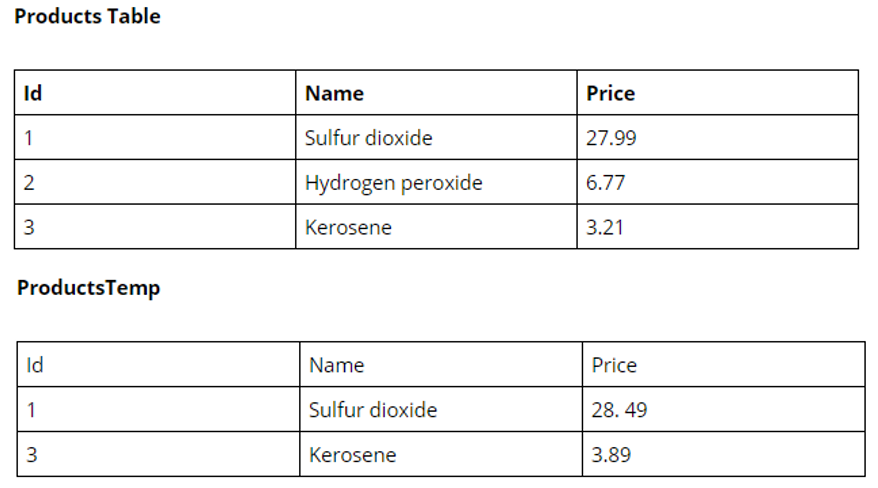 Products Table
Id Name Price
1 Sulfur dioxide 27.99
2 Hydrogen peroxide 6.77
3 Kerosene 3.21
ProductsTemp
Id Name Price
1 Sulfur dioxide 28. 49
3 Kerosene 3.89